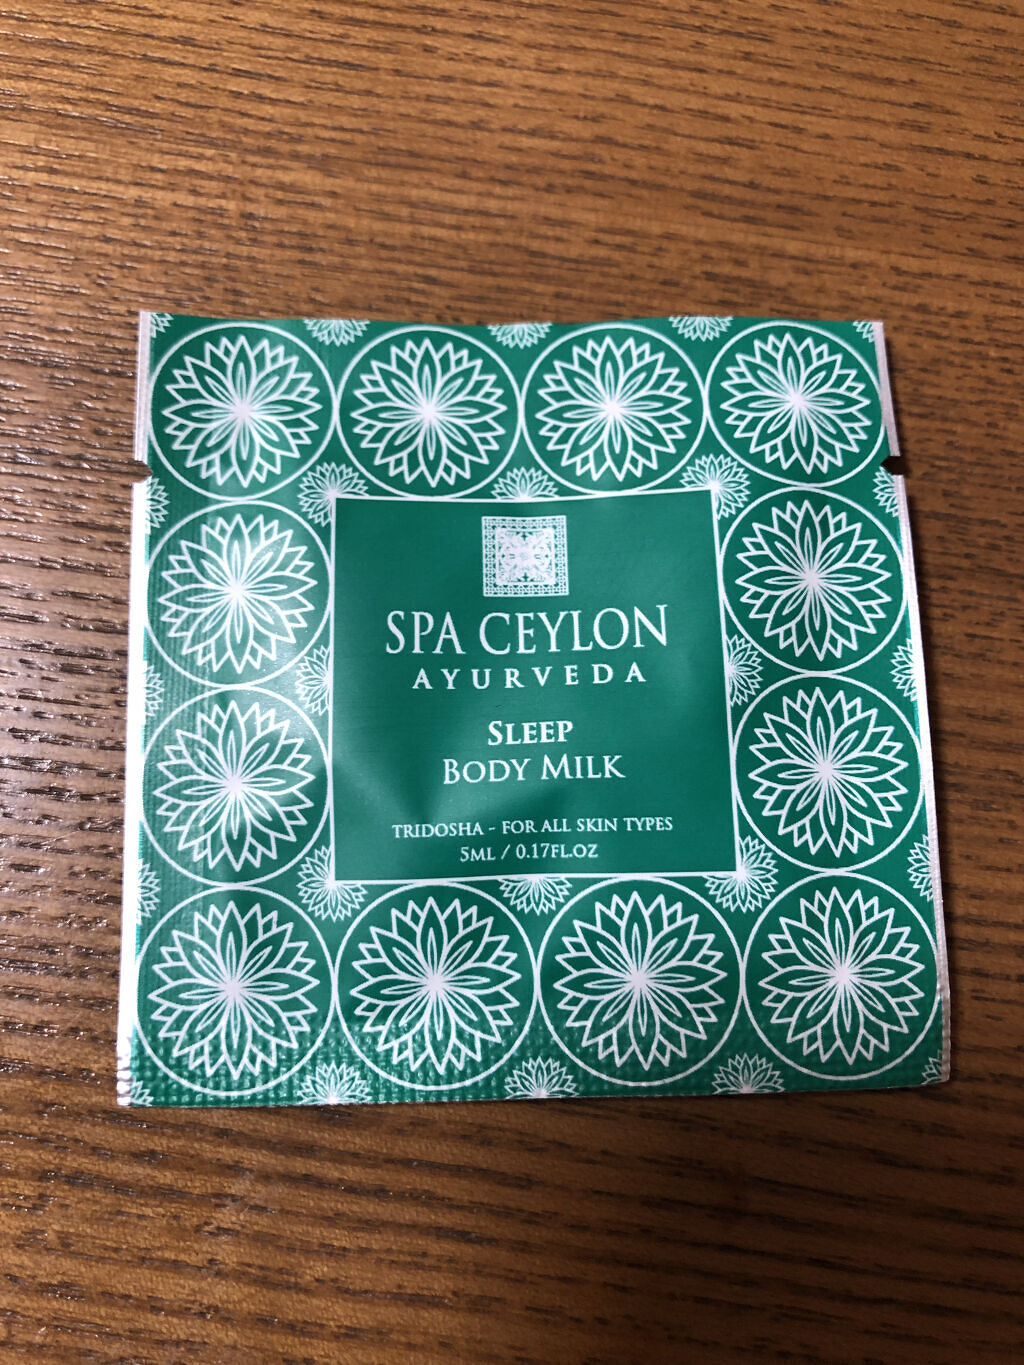 SPA CEYLON
AYURVEDA
SLEEP
BODY MILK
TRIDOSHA - FOR ALL SKIN TYPES
5ML / 0.17FL.OZ